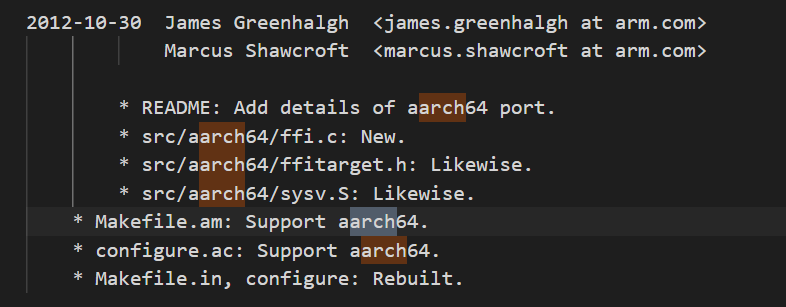 2012-10-30  James Greenhalgh  <james.greenhalgh at arm.com>
Marcus Shawcroft  <marcus.shawcroft at arm.com>
* README: Add details of aarch64 port.
* src/aarch64/ffi.c: New.
* src/aarch64/ffitarget.h: Likewise.
* src/aarch64/sysv.S: Likewise.
* Makefile.am: Support aarch64.
* configure.ac: Support aarch64.
* Makefile.in, configure: Rebuilt.